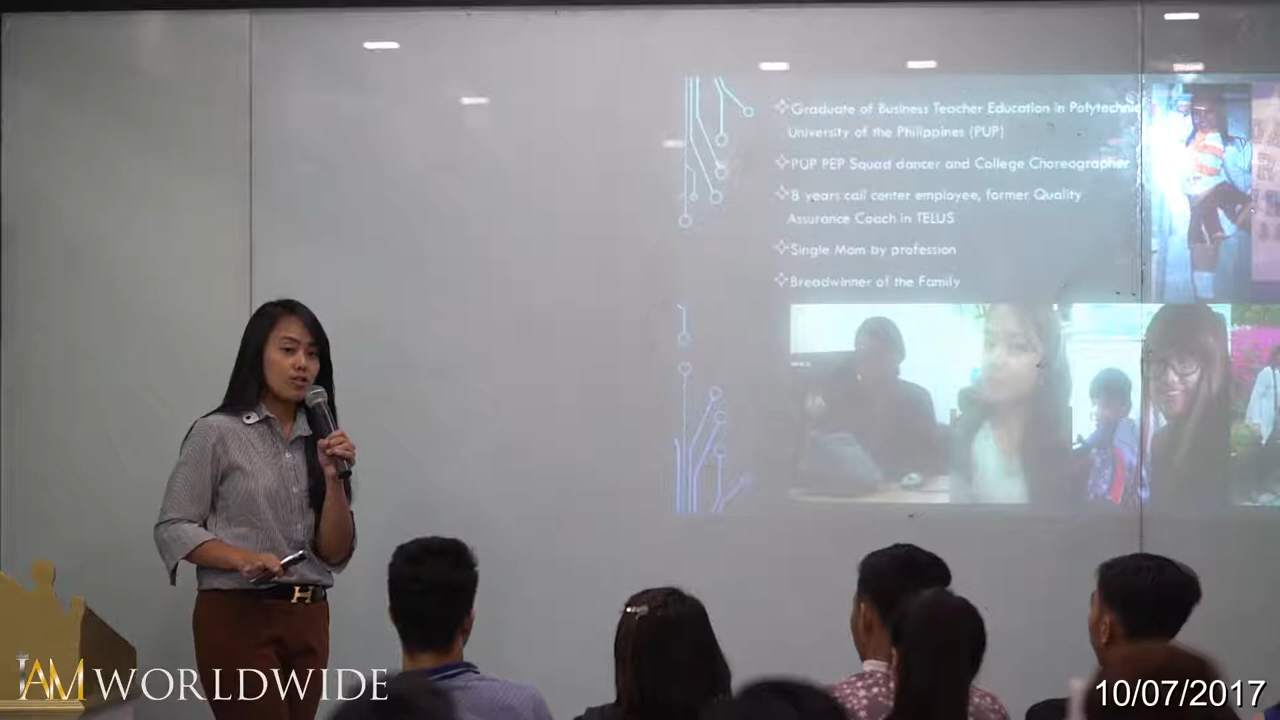 Graduate of Business Teacher Education in Polytechnic
University of the Philippines (PUP)
PUP PEP Squad dancer and College Choreographer
8 years call center employee, former Quality
Assurance Coach in TELUS
Single Mom by profession
Breadwinner of the Family
IAM WORLDWIDE
10/07/2017